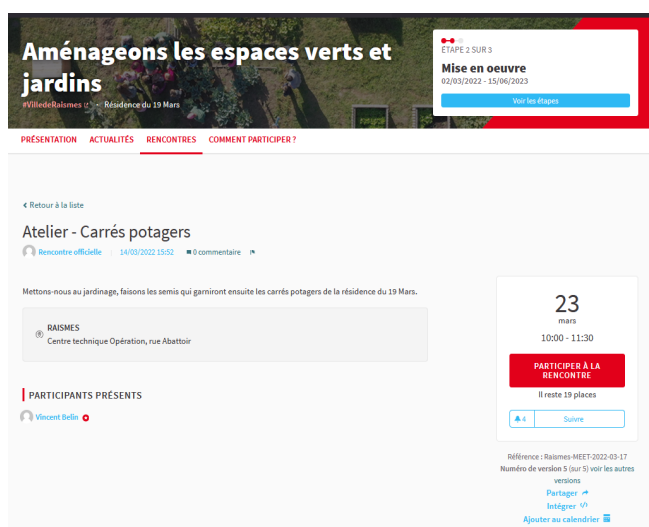 Aménageons les espaces verts et
jardins
#VilledeRaismes - Résidence du 19 Mars
ÉTAPE 2 SUR 3
Mise en oeuvre
02/03/2022 - 15/06/2023
Voir les étapes
PRÉSENTATION ACTUALITÉS RENCONTRES COMMENT PARTICIPER ?
Retour à la liste
Atelier - Carrés potagers
Rencontre officielle 14/03/2022 15:52 0 commentaire
Mettons-nous au jardinage, faisons les semis qui garniront ensuite les carrés potagers de la résidence du 19 Mars.
RAISMES
Centre technique Opération, rue Abattoir
PARTICIPANTS PRÉSENTS
Vincent Belin
23
mars
10:00 - 11:30
PARTICIPER À LA
RENCONTRE
Il reste 19 places
4 Suivre
Référence : Raismes-MEET-2022-03-17
Numéro de version 5 (sur 5) voir les autres
versions
Partager
Intégrer
Ajouter au calendrier